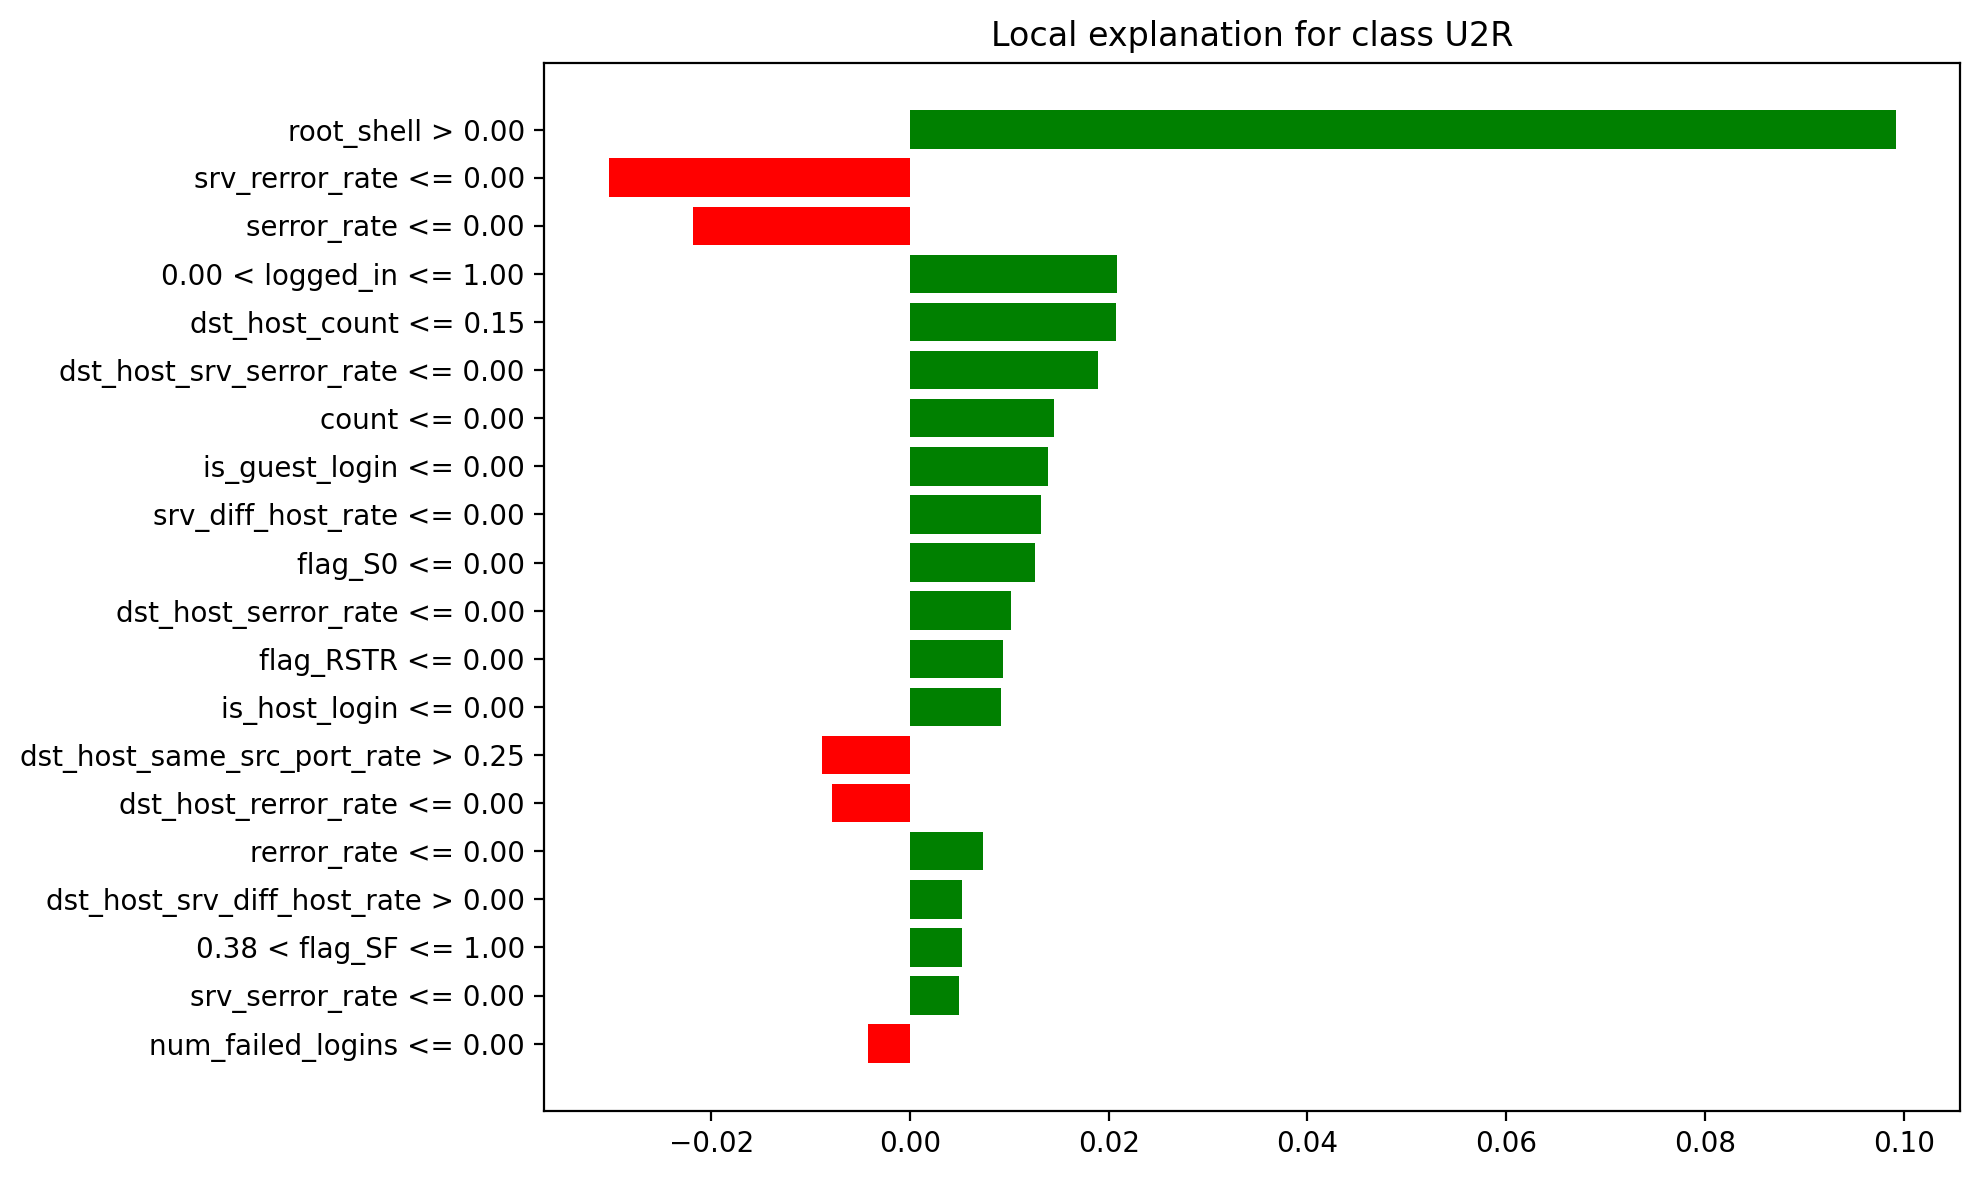 Local explanation for class U2R
root_shell > 0.00
srv_rerror_rate <= 0.00
serror_rate <= 0.00
0.00 < logged_in <= 1.00
dst_host_count <= 0.15
dst_host_srv_serror_rate <= 0.00
count <= 0.00
is_guest_login <= 0.00
srv_diff_host_rate <= 0.00
flag_S0 <= 0.00
dst_host_serror_rate <= 0.00
flag_RSTR <= 0.00
is_host_login <= 0.00
dst_host_same_src_port_rate > 0.25
dst_host_rerror_rate <= 0.00
rerror_rate <= 0.00
dst_host_srv_diff_host_rate > 0.00
0.38 < flag_SF <= 1.00
srv_serror_rate <= 0.00
num_failed_logins <= 0.00
−0.02 0.00 0.02 0.04 0.06 0.08 0.10